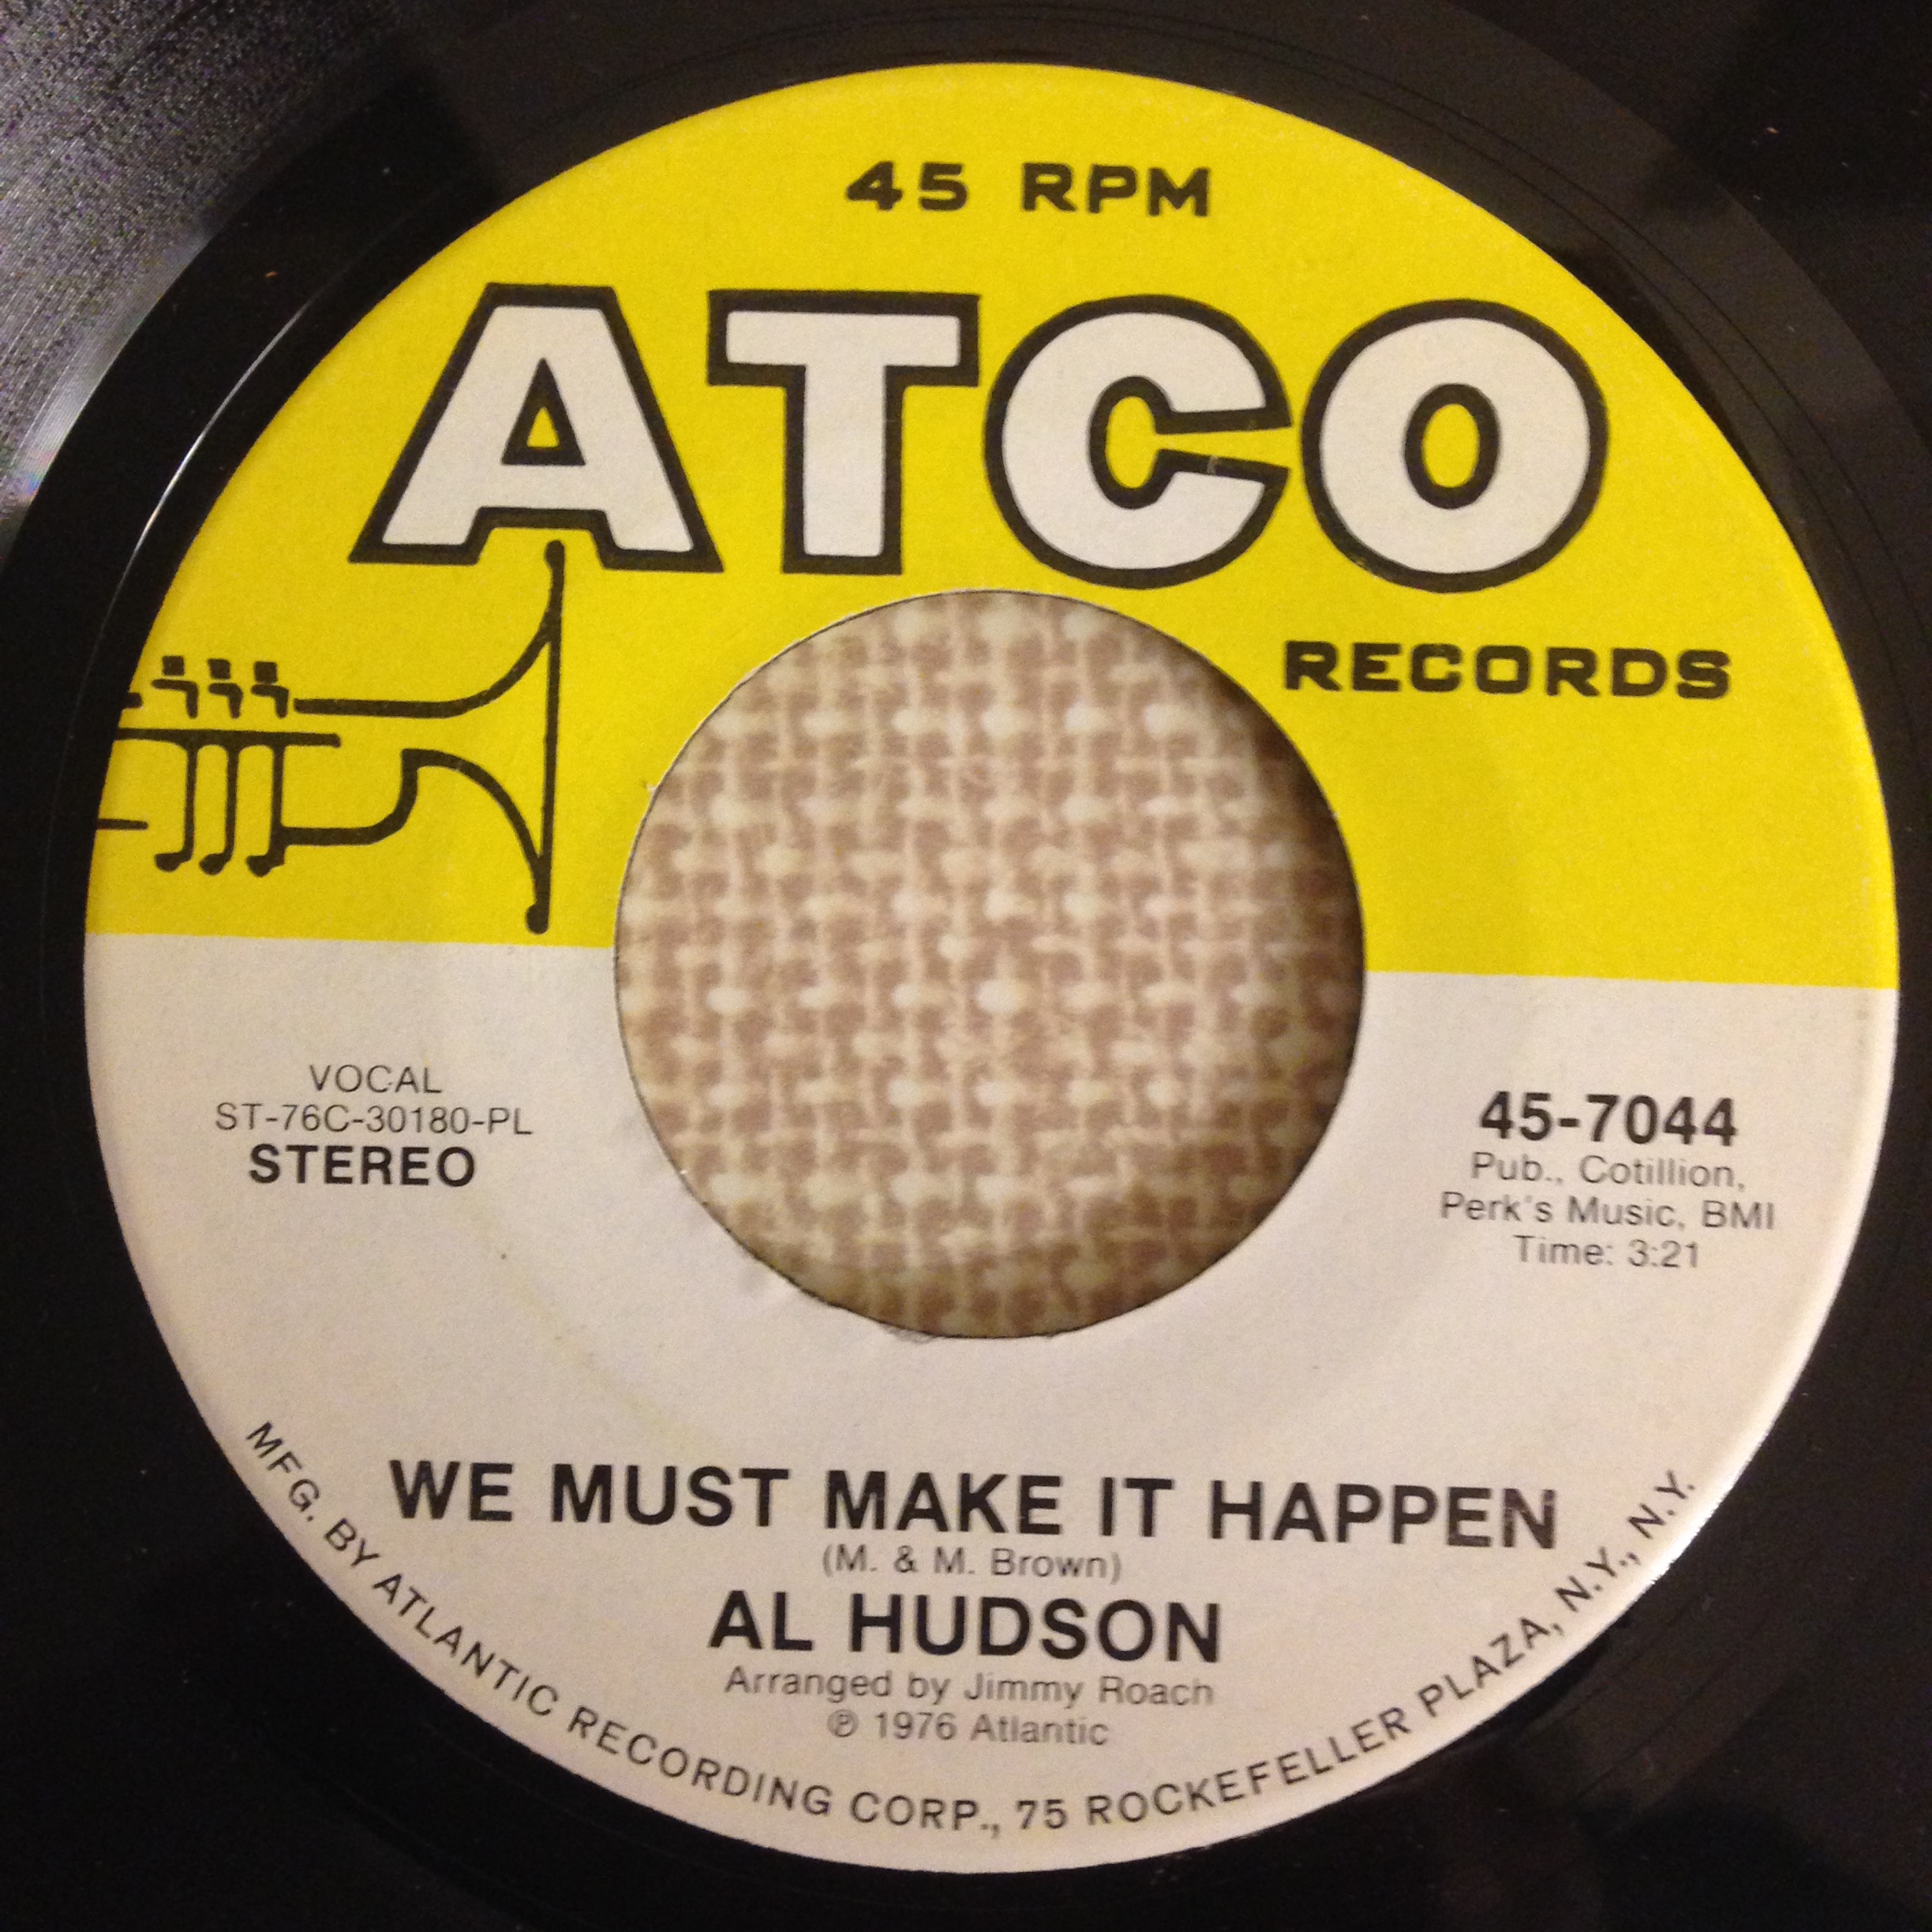 45 RPM
ATCO
RECORDS
VOCAL
ST-76C-30180-PL
STEREO
45-7044
Pub., Cotillion,
Perk's Music, BMI
Time: 3:21
WE MUST MAKE IT HAPPEN
(M. & M. Brown)
AL HUDSON
Arranged by Jimmy Roach
℗ 1976 Atlantic
MFG. BY ATLANTIC RECORDING CORP., 75 ROCKEFELLER PLAZA, N.Y., N.Y.